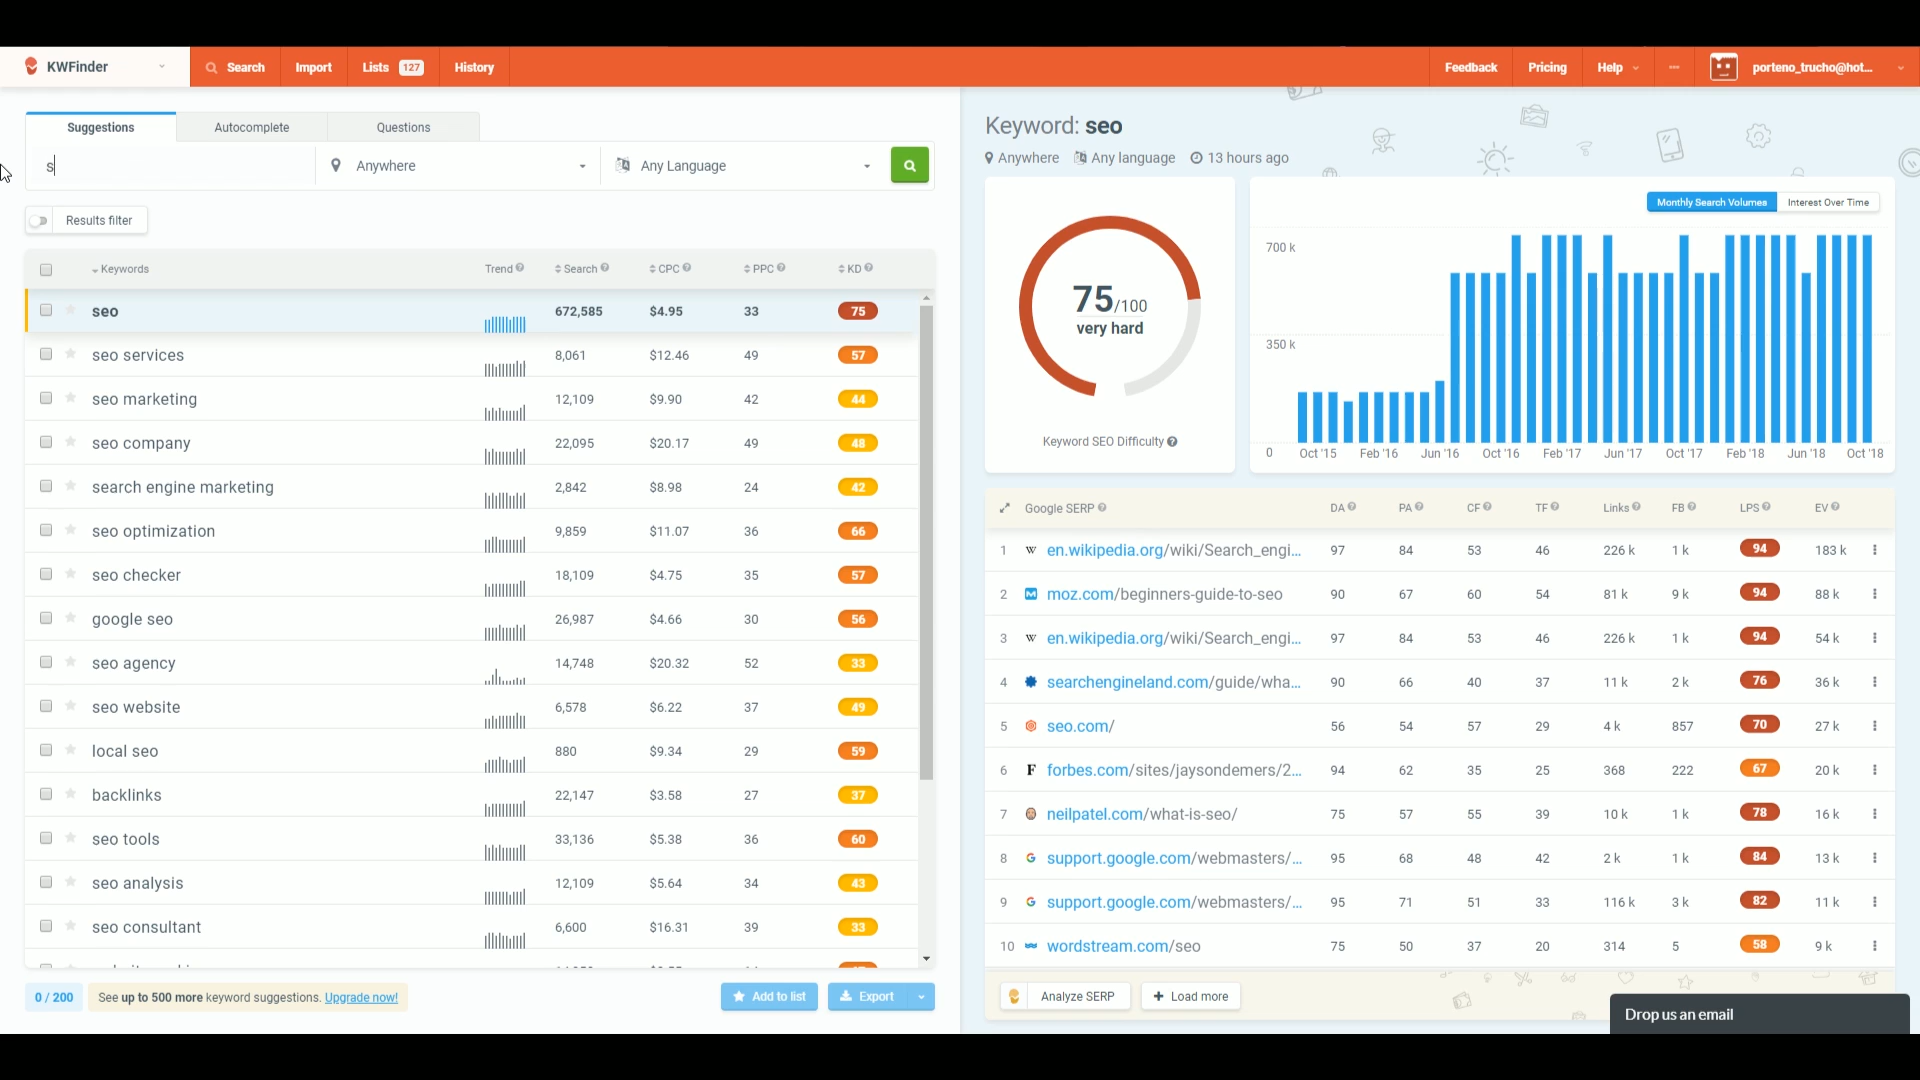 KWFinder
Search
Import
Lists 127
History
Feedback
Pricing
Help
porteno_trucho@hot...
Suggestions
Autocomplete
Questions
s
Anywhere
Any Language
Results filter
Keywords Trend Search CPC PPC KD
seo 672,585 $4.95 33 75
seo services 8,061 $12.46 49 57
seo marketing 12,109 $9.90 42 44
seo company 22,095 $20.17 49 48
search engine marketing 2,842 $8.98 24 42
seo optimization 9,859 $11.07 36 66
seo checker 18,109 $4.75 35 57
google seo 26,987 $4.66 30 56
seo agency 14,748 $20.32 52 33
seo website 6,578 $6.22 37 49
local seo 880 $9.34 29 59
backlinks 22,147 $3.58 27 37
seo tools 33,136 $5.38 36 60
seo analysis 12,109 $5.64 34 43
seo consultant 6,600 $16.31 39 33
0 / 200
See up to 500 more keyword suggestions. Upgrade now!
Add to list
Export
Keyword: seo
Anywhere Any language 13 hours ago
75/100
very hard
Keyword SEO Difficulty
Monthly Search Volumes
Interest Over Time
700 k
350 k
0
Oct '15 Feb '16 Jun '16 Oct '16 Feb '17 Jun '17 Oct '17 Feb '18 Jun '18 Oct '18
Google SERP DA PA CF TF Links FB LPS EV
1 W en.wikipedia.org/wiki/Search_engi... 97 84 53 46 226 k 1 k 94 183 k
2 M moz.com/beginners-guide-to-seo 90 67 60 54 81 k 9 k 94 88 k
3 W en.wikipedia.org/wiki/Search_engi... 97 84 53 46 226 k 1 k 94 54 k
4 searchengineland.com/guide/wha... 90 66 40 37 11 k 2 k 76 36 k
5 seo.com/ 56 54 57 29 4 k 857 70 27 k
6 F forbes.com/sites/jaysondemers/2... 94 62 35 25 368 222 67 20 k
7 neilpatel.com/what-is-seo/ 75 57 55 39 10 k 1 k 78 16 k
8 G support.google.com/webmasters/... 95 68 48 42 2 k 1 k 84 13 k
9 G support.google.com/webmasters/... 95 71 51 33 116 k 3 k 82 11 k
10 wordstream.com/seo 75 50 37 20 314 5 58 9 k
Analyze SERP
Load more
Drop us an email